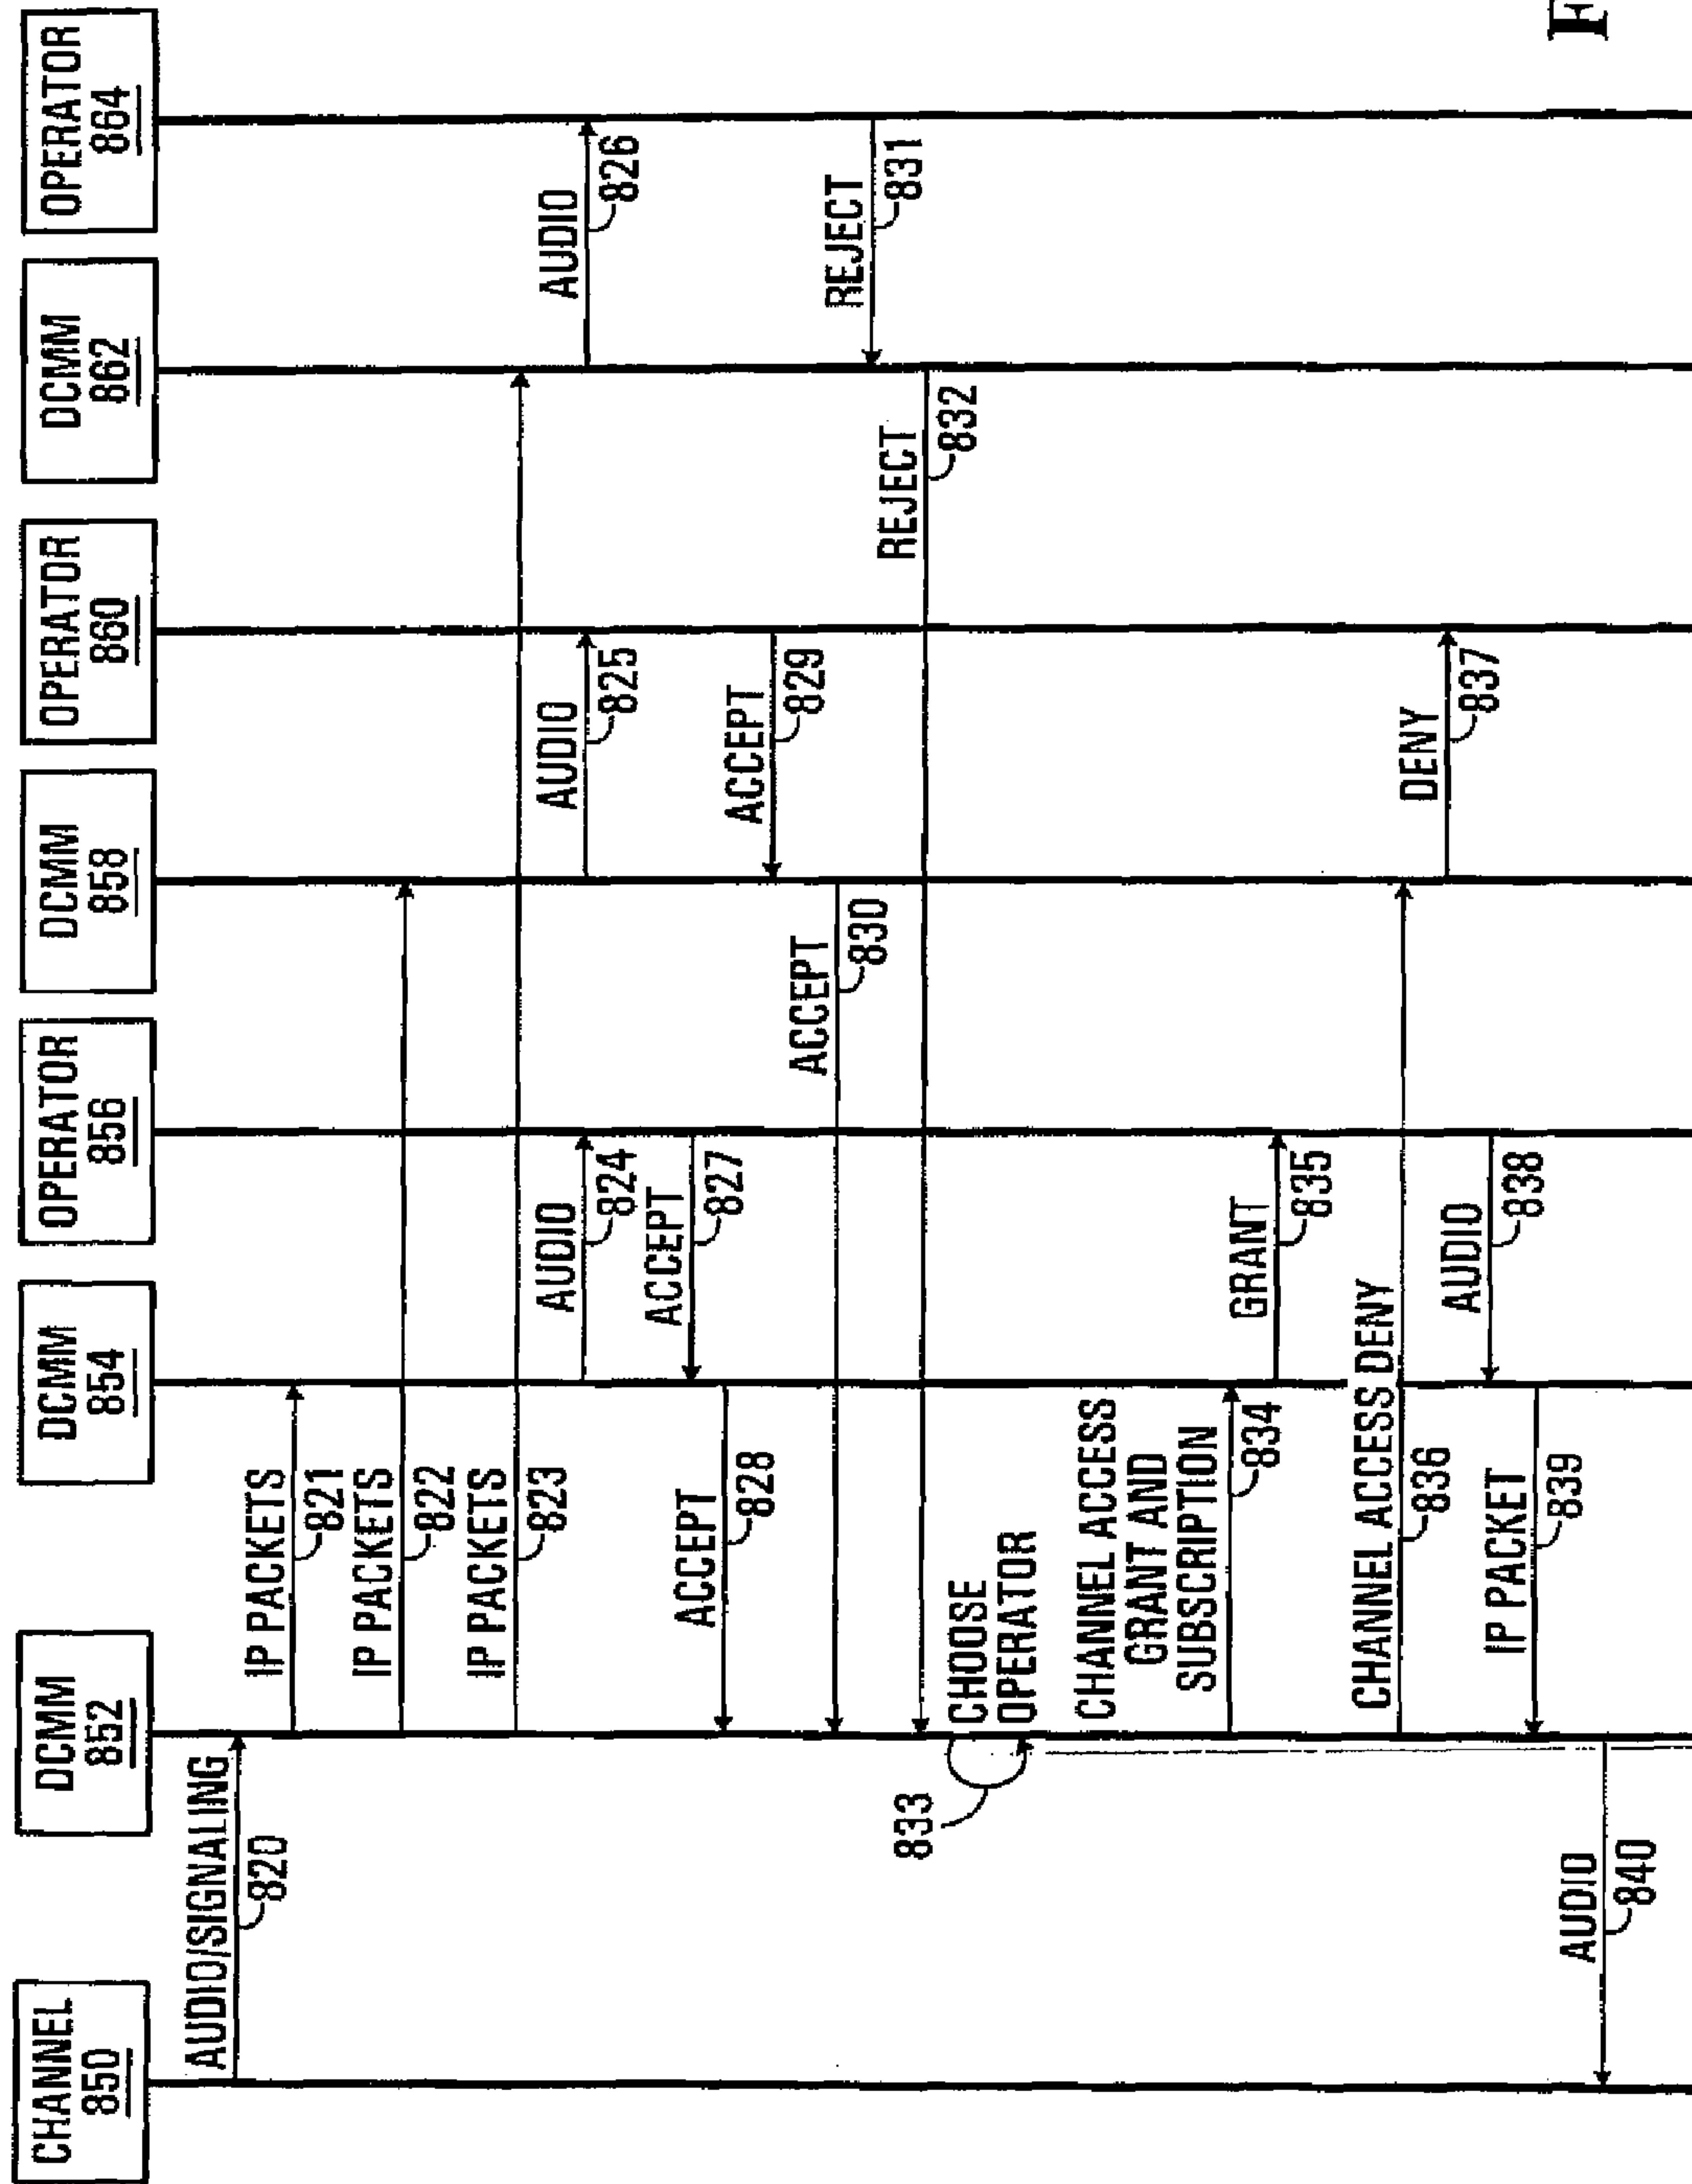 CHANNEL
850
DCMM
852
DCMM
854
OPERATOR
856
DCMM
858
OPERATOR
860
DCMM
862
OPERATOR
864
AUDIO/SIGNALING
820
IP PACKETS
821
IP PACKETS
822
IP PACKETS
823
AUDIO
824
AUDIO
825
AUDIO
826
ACCEPT
827
ACCEPT
828
ACCEPT
829
ACCEPT
830
REJECT
831
REJECT
832
CHOOSE
OPERATOR
833
CHANNEL ACCESS
GRANT AND
SUBSCRIPTION
834
GRANT
835
CHANNEL ACCESS DENY
836
DENY
837
AUDIO
838
IP PACKET
839
AUDIO
840